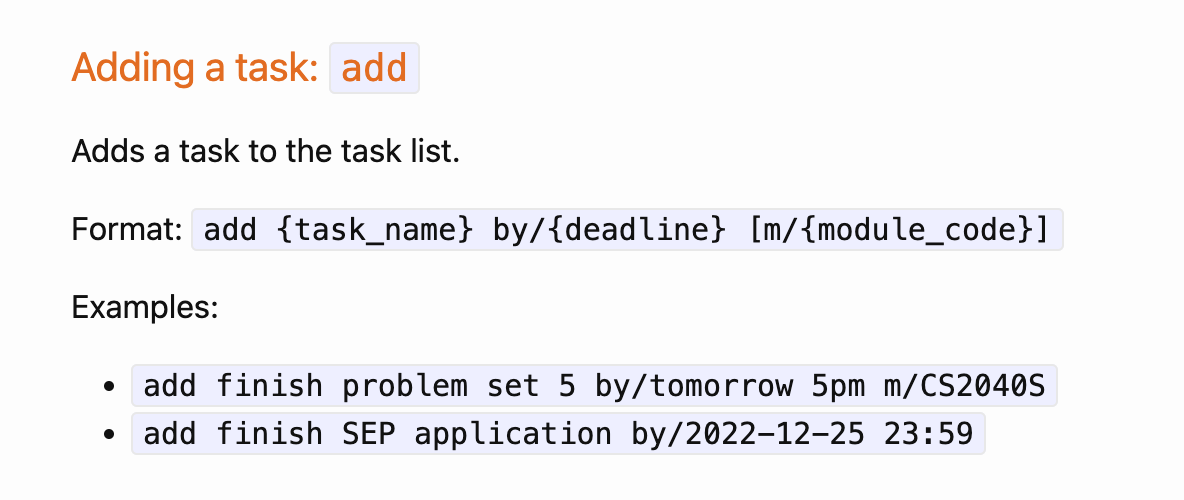 Adding a task: add
Adds a task to the task list.
Format: add {task_name} by/{deadline} [m/{module_code}]
Examples:
• add finish problem set 5 by/tomorrow 5pm m/CS2040S
• add finish SEP application by/2022-12-25 23:59